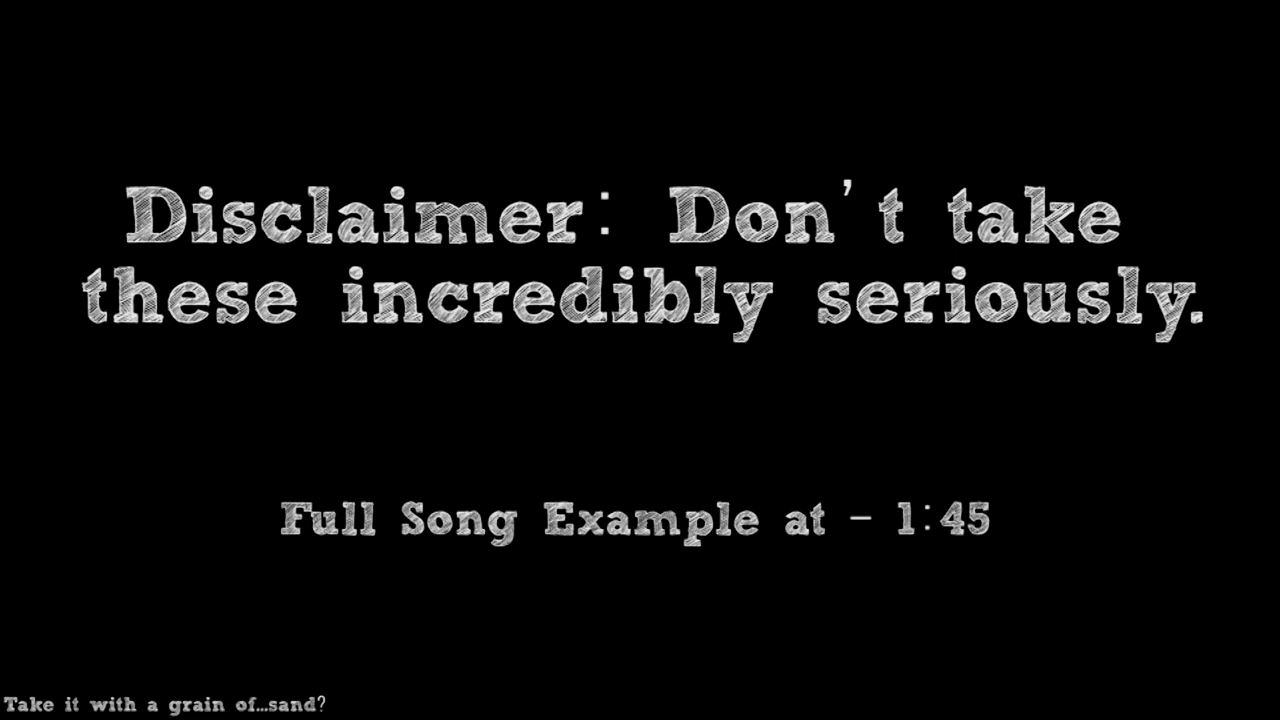 Disclaimer: Don't take
these incredibly seriously.
Full Song Example at - 1:45
Take it with a grain of...sand?